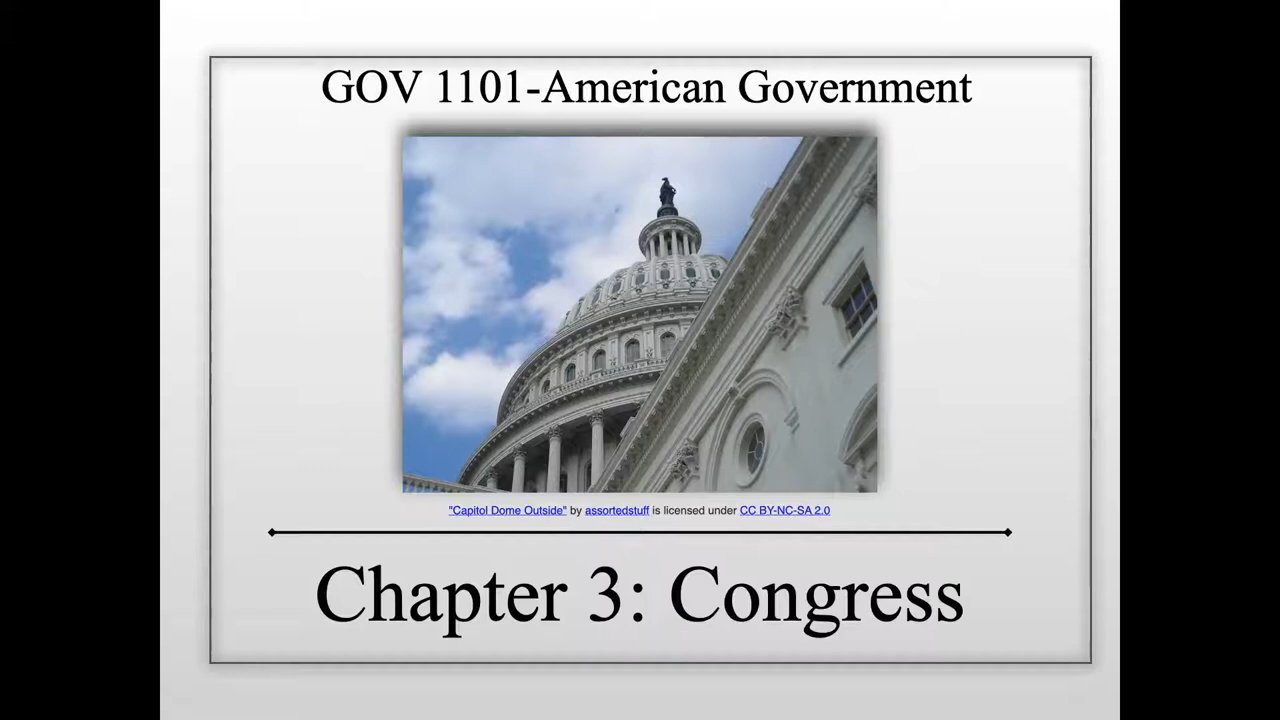 GOV 1101-American Government
"Capitol Dome Outside" by assortedstuff is licensed under CC BY-NC-SA 2.0
Chapter 3: Congress